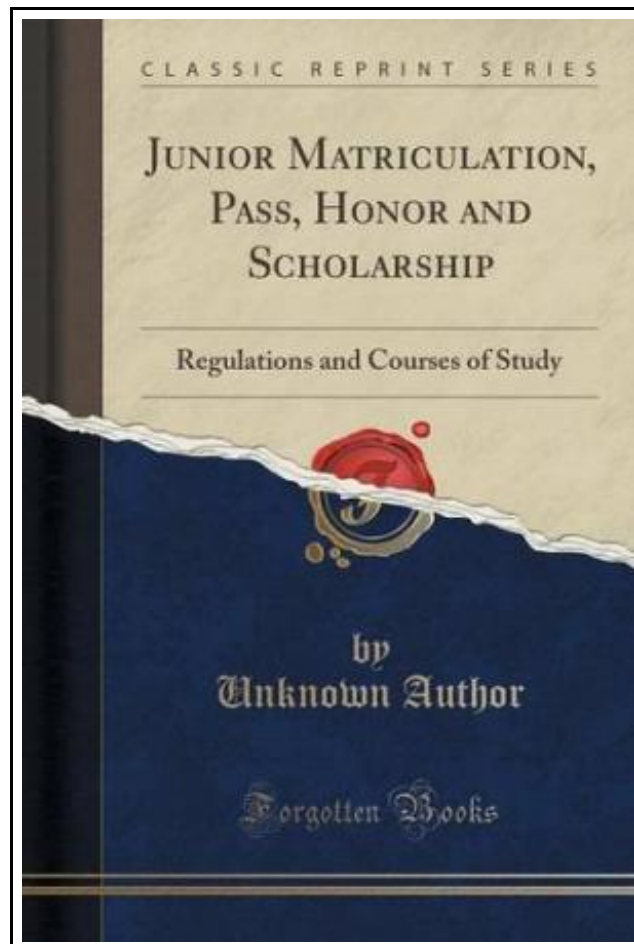 CLASSIC REPRINT SERIES
JUNIOR MATRICULATION,
PASS, HONOR AND
SCHOLARSHIP
Regulations and Courses of Study
F
by
Unknown Author
Forgotten Books